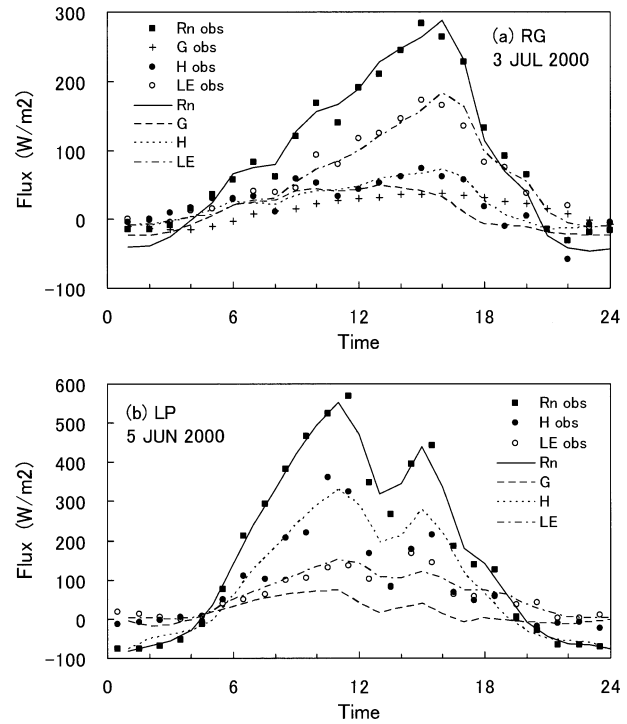 300
200
100
0
−100
Flux (W/m2)
Rn obs
G obs
H obs
LE obs
Rn
G
H
LE
(a) RG
3 JUL 2000
0 6 12 18 24
Time
600
500
400
300
200
100
0
−100
Flux (W/m2)
(b) LP
5 JUN 2000
Rn obs
H obs
LE obs
Rn
G
H
LE
0 6 12 18 24
Time